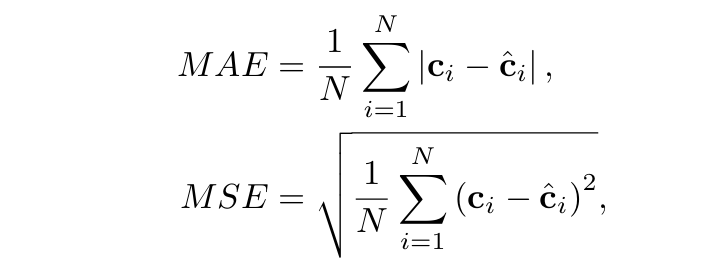 MAE = \frac{1}{N} \sum_{i=1}^{N} |\mathbf{c}_i - \hat{\mathbf{c}}_i| ,
MSE = \sqrt{\frac{1}{N} \sum_{i=1}^{N} (\mathbf{c}_i - \hat{\mathbf{c}}_i)^2},